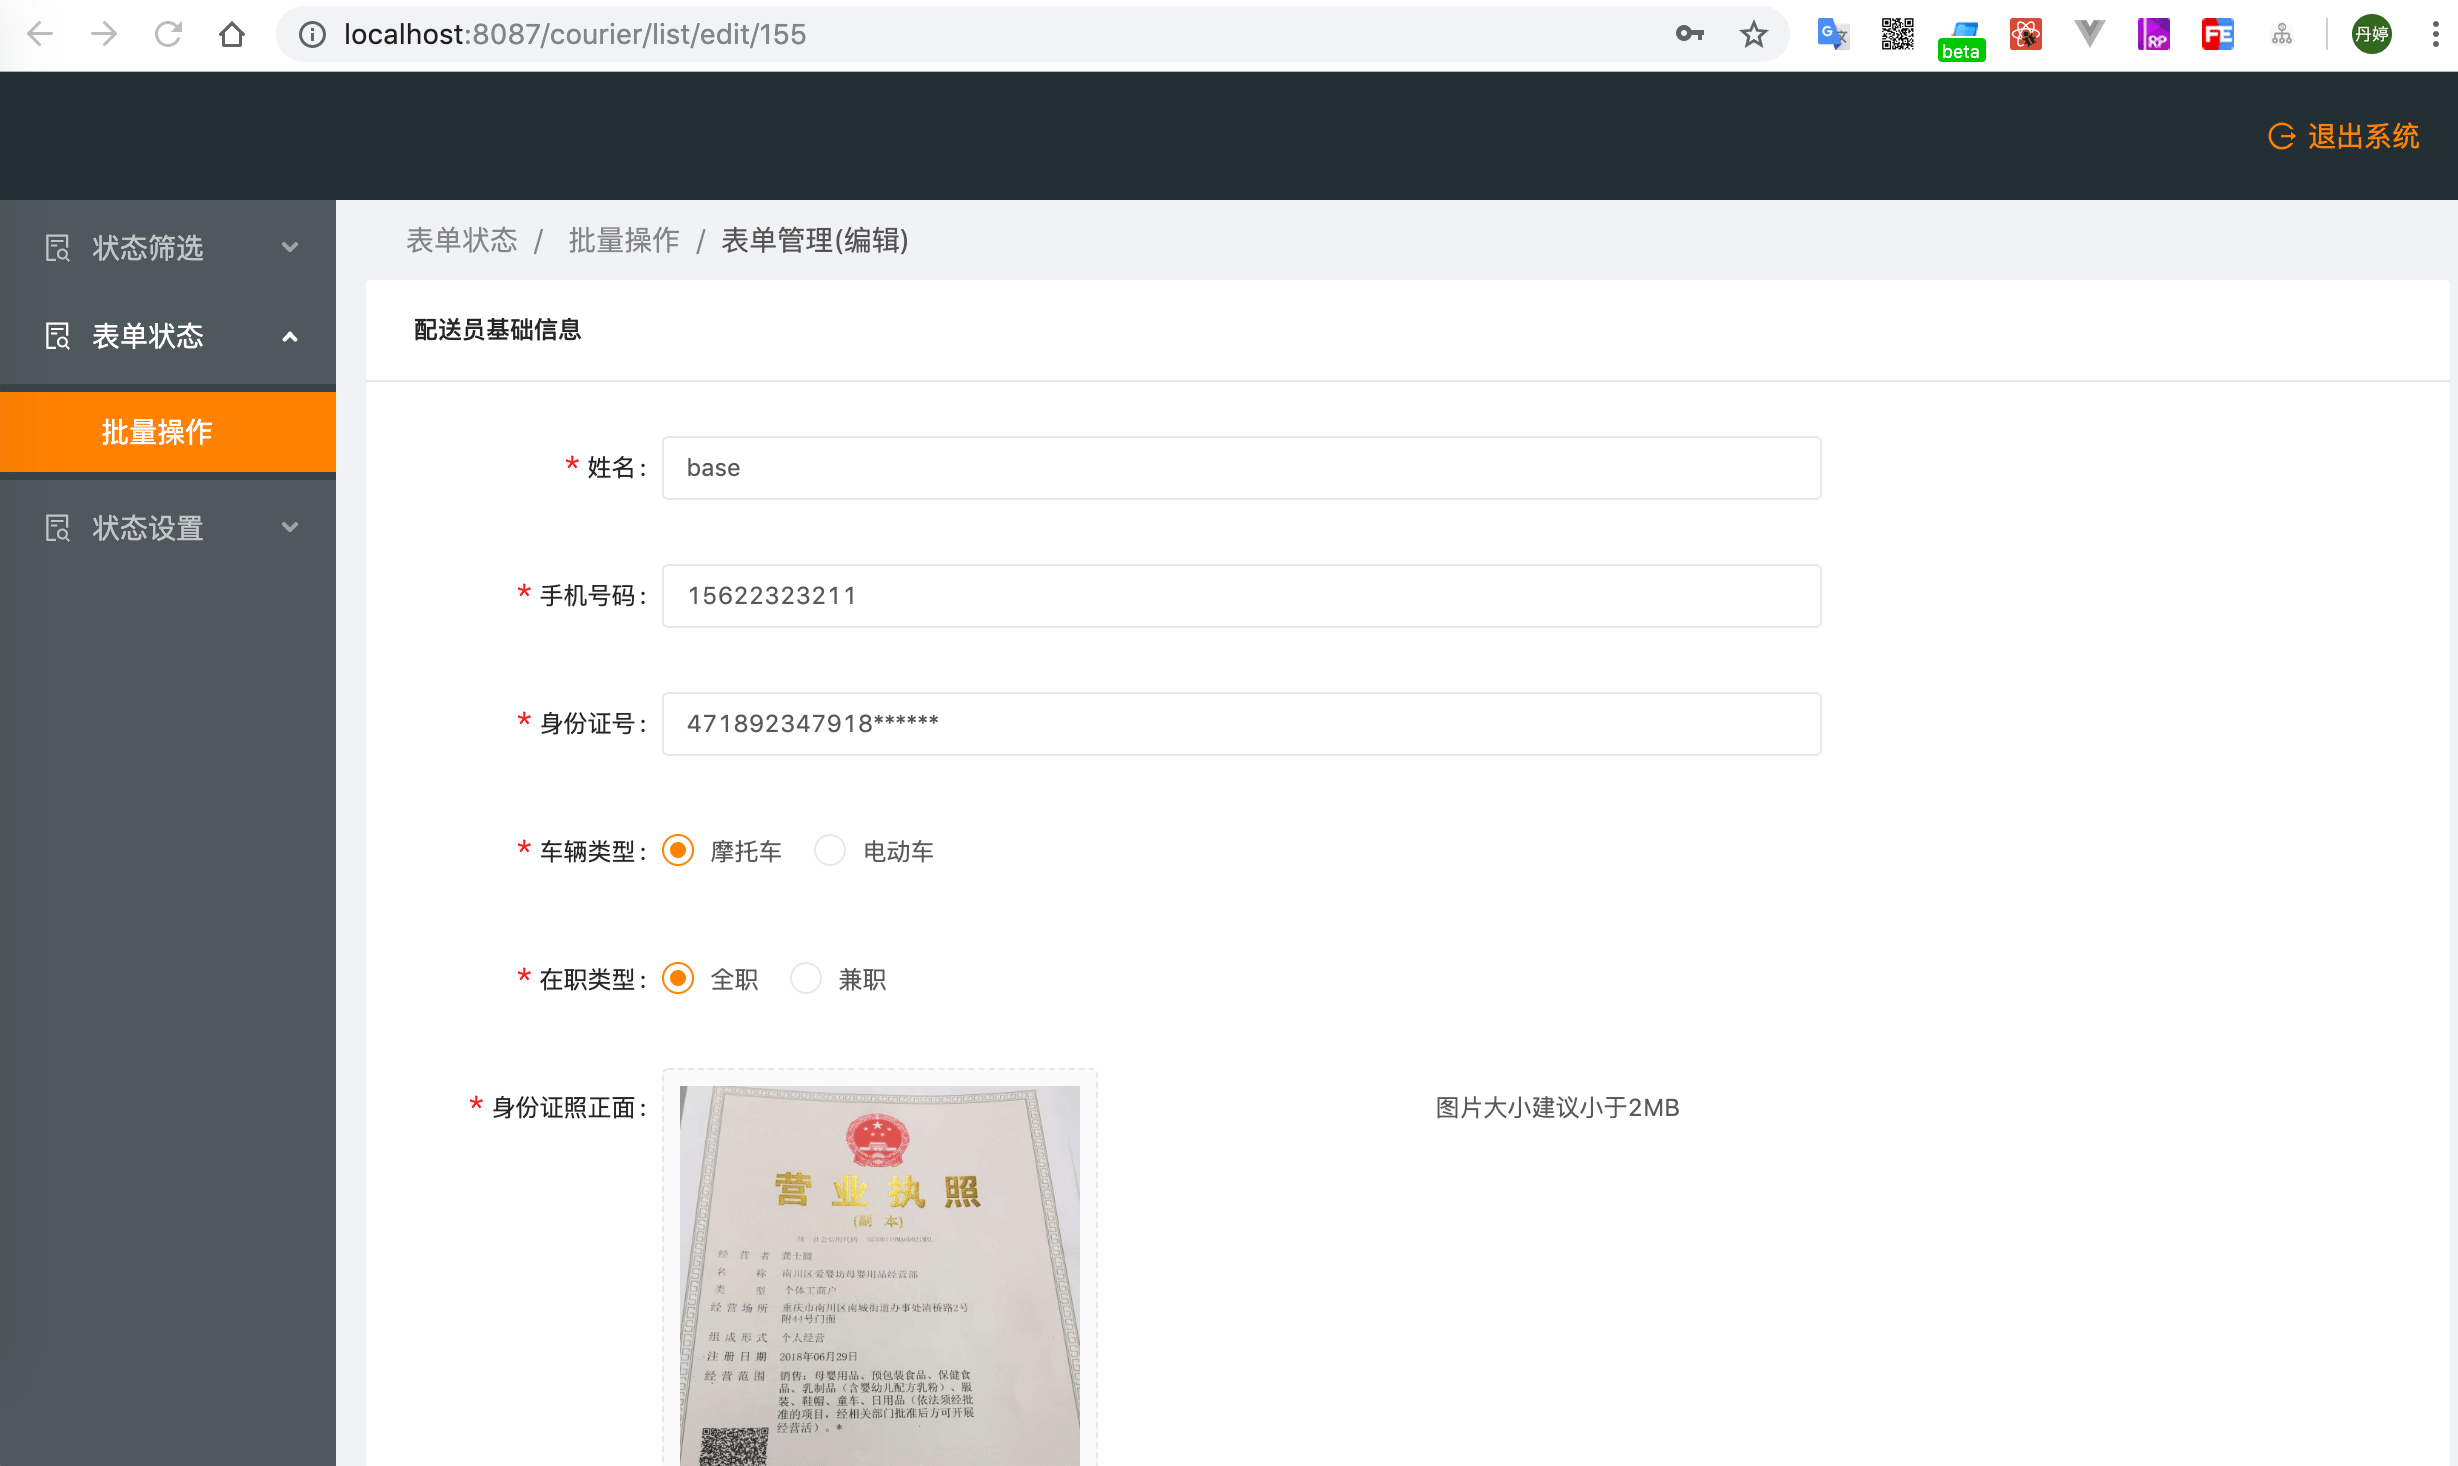 localhost:8087/courier/list/edit/155
beta
丹婷
退出系统
状态筛选
表单状态
批量操作
状态设置
表单状态 / 批量操作 / 表单管理(编辑)
配送员基础信息
* 姓名: base
* 手机号码: 15622323211
* 身份证号: 471892347918******
* 车辆类型: 摩托车 电动车
* 在职类型: 全职 兼职
* 身份证照正面: 图片大小建议小于2MB
营业执照
(副 本)
经营者
名称 南川区爱婴坊母婴用品经营部
类型 个体工商户
经营场所 重庆市南川区南城街道办事处清桥路2号
附44号门面
组成形式 个人经营
注册日期 2018年06月29日
经营范围 销售：母婴用品、预包装食品、保健食
品、乳制品（含婴幼儿配方乳粉）、服
装、鞋帽、童车、日用品（依法须经批
准的项目，经相关部门批准后方可开展
经营活）。*